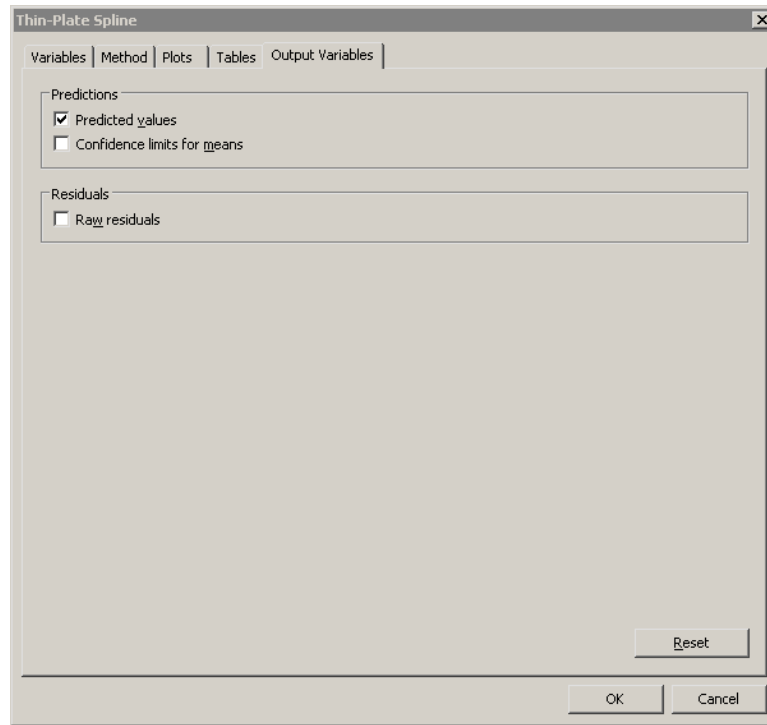 Thin-Plate Spline
Variables Method Plots Tables Output Variables
Predictions
Predicted values
Confidence limits for means
Residuals
Raw residuals
Reset
OK Cancel